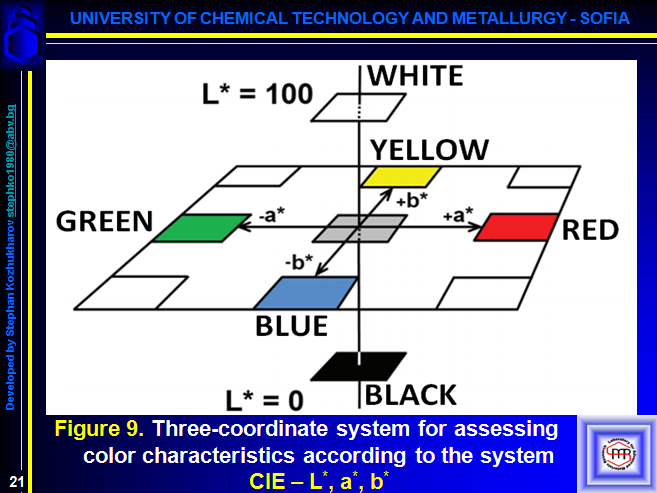 UNIVERSITY OF CHEMICAL TECHNOLOGY AND METALLURGY - SOFIA
Developed by Stephan Kozhukharov stephko1980@abv.bg
WHITE
L* = 100
YELLOW
+b*
GREEN
-a*
+a*
RED
-b*
BLUE
BLACK
L* = 0
Figure 9. Three-coordinate system for assessing
color characteristics according to the system
CIE – L*, a*, b*
21